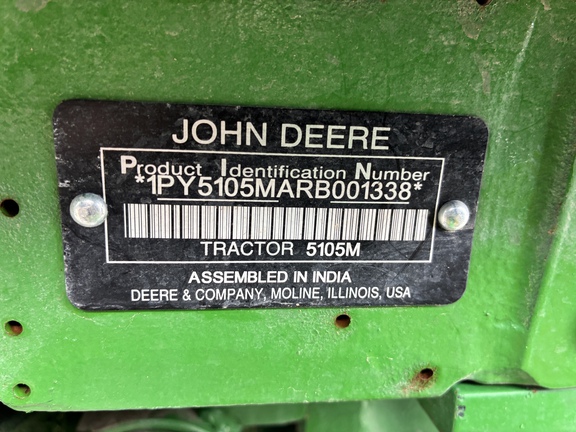 JOHN DEERE
Product Identification Number
*1PY5105MARB001338*
TRACTOR 5105M
ASSEMBLED IN INDIA
DEERE & COMPANY, MOLINE, ILLINOIS, USA